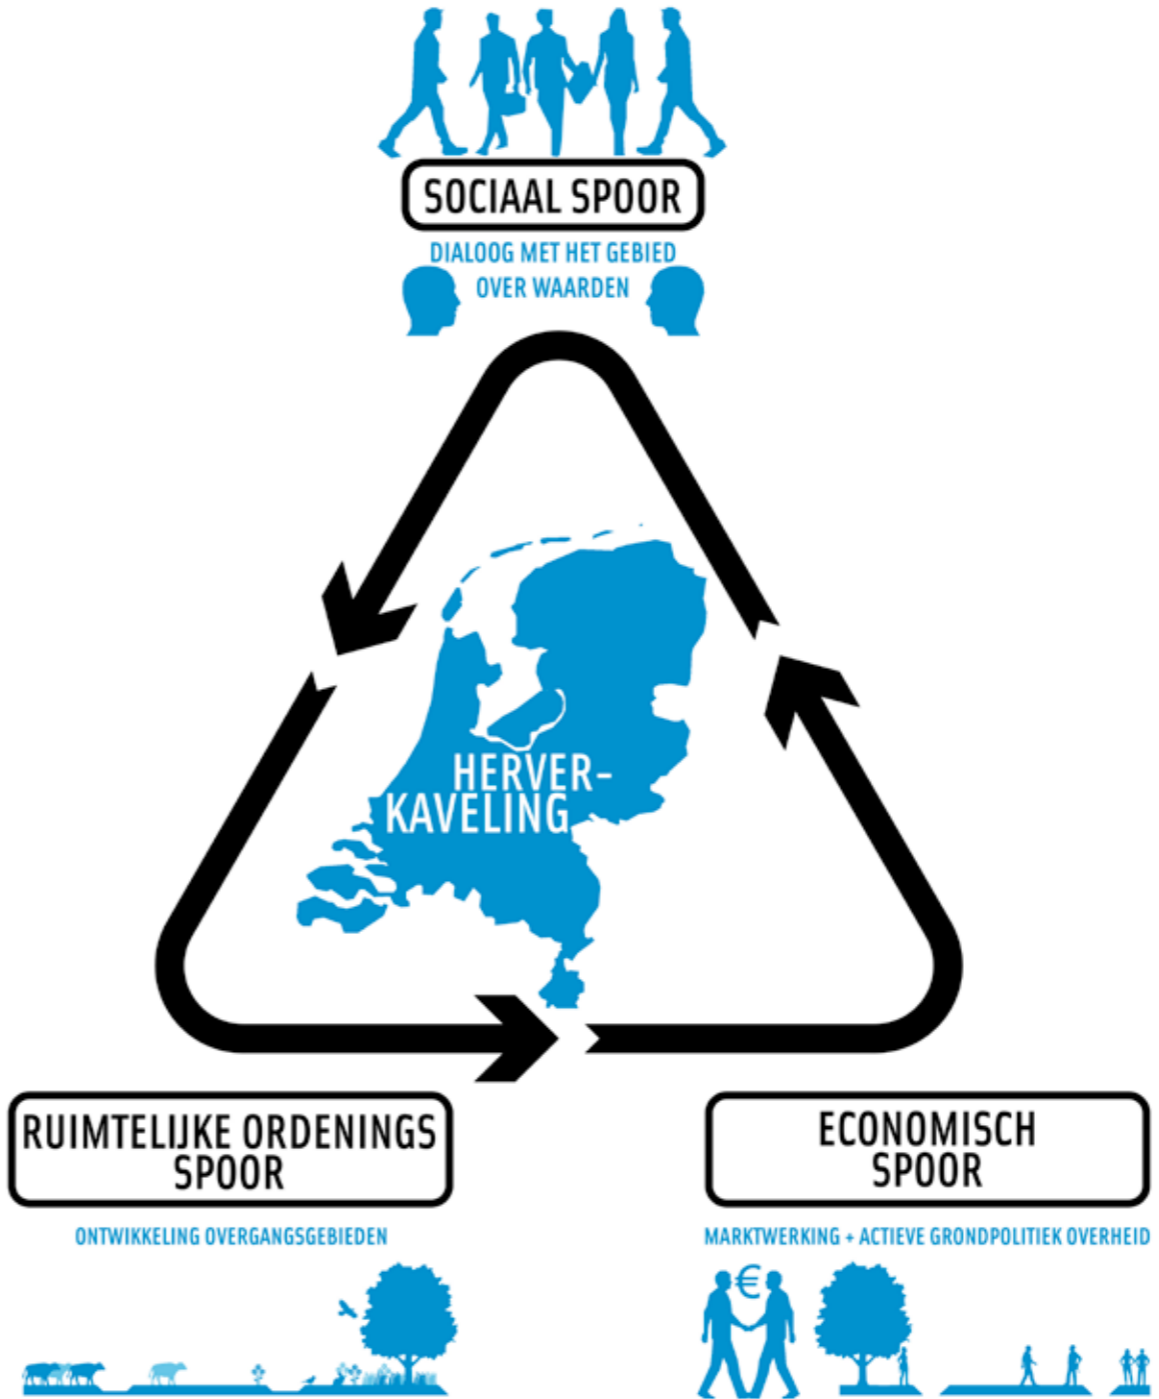 SOCIAAL SPOOR
DIALOOG MET HET GEBIED
OVER WAARDEN
HERVER-
KAVELING
RUIMTELIJKE ORDENINGS
SPOOR
ONTWIKKELING OVERGANGSGEBIEDEN
ECONOMISCH
SPOOR
MARKTWERKING + ACTIEVE GRONDPOLITIEK OVERHEID
€